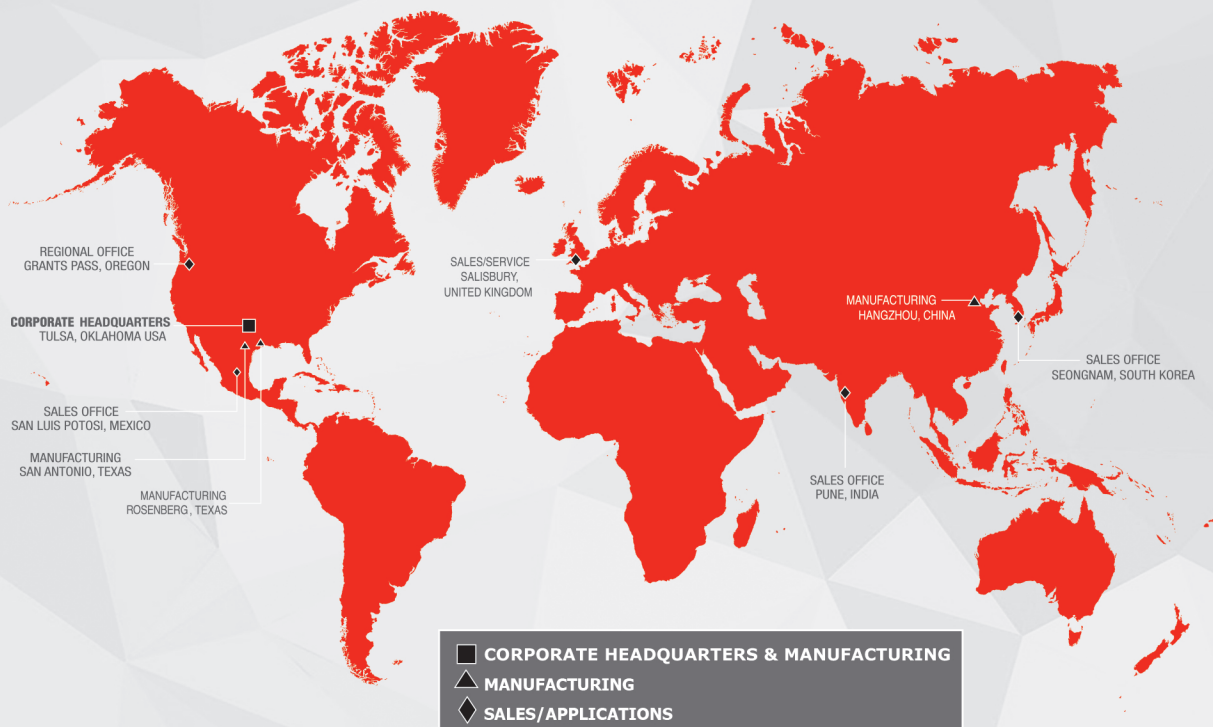 REGIONAL OFFICE
GRANTS PASS, OREGON
CORPORATE HEADQUARTERS
TULSA, OKLAHOMA USA
SALES OFFICE
SAN LUIS POTOSI, MEXICO
MANUFACTURING
SAN ANTONIO, TEXAS
MANUFACTURING
ROSENBERG, TEXAS
SALES/SERVICE
SALISBURY,
UNITED KINGDOM
MANUFACTURING
HANGZHOU, CHINA
SALES OFFICE
SEONGNAM, SOUTH KOREA
SALES OFFICE
PUNE, INDIA
CORPORATE HEADQUARTERS & MANUFACTURING
MANUFACTURING
SALES/APPLICATIONS